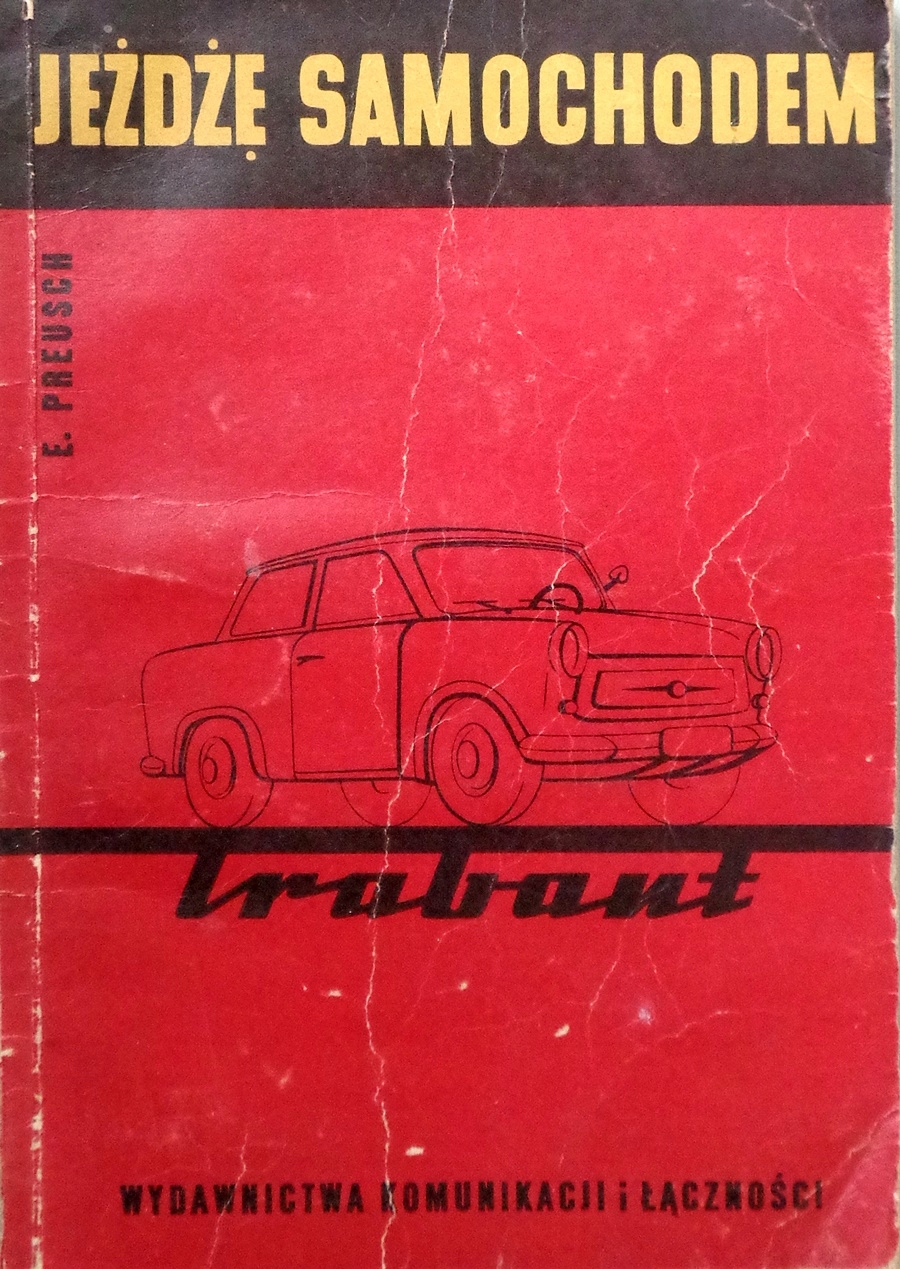 JEŻDŻĘ SAMOCHODEM
E. PREUSCH
Trabant
WYDAWNICTWA KOMUNIKACJI i ŁĄCZNOŚCI